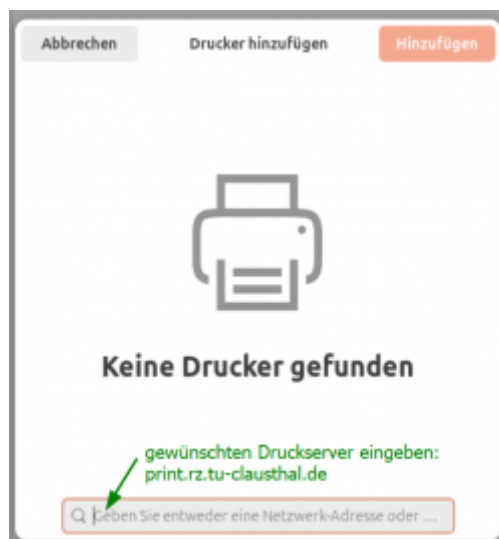 Abbrechen Drucker hinzufügen Hinzufügen
Keine Drucker gefunden
gewünschten Druckserver eingeben:
print.rz.tu-clausthal.de
Geben Sie entweder eine Netzwerk-Adresse oder ...